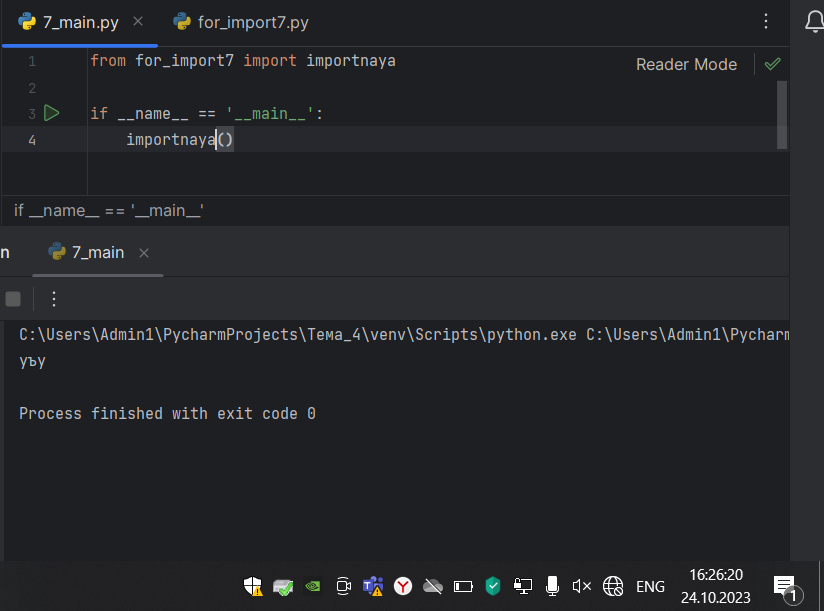 7_main.py for_import7.py
1 from for_import7 import importnaya Reader Mode
2
3 if __name__ == '__main__':
4 importnaya()
if __name__ == '__main__'
n 7_main
C:\Users\Admin1\PycharmProjects\Тема_4\venv\Scripts\python.exe C:\Users\Admin1\Pycharm
уъу
Process finished with exit code 0
ENG 16:26:20
24.10.2023
1